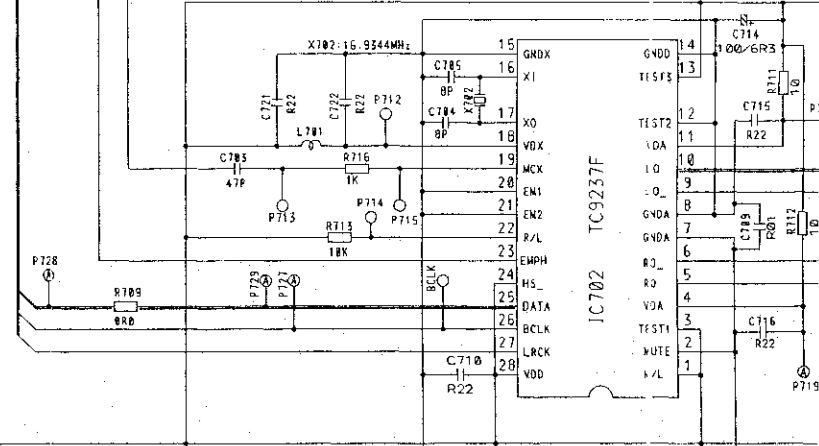 C714
100/6R3
X702:16.9344MHz
15 GNDX
GNDD 14
16 XI
TEST3 13
C705
8P
X702
R711
10
C721
R22
C722
R22
P712
C704
8P
17 XO
TEST2 12
C715
R22
L701
18 VDX
VDA 11
C703
47P
R716
1K
19 MCK
LO 10
20 EM1
LO_ 9
P713
P714
P715
21 EM2
GNDA 8
C709
R01
R712
10
R713
10K
22 R/L
GNDA 7
23 EMPH
RO_ 6
TC9237F
IC702
P728
P729
P727
BCLK
24 HS_
RO 5
R709
0R0
25 DATA
VDA 4
26 BCLK
TEST1 3
C716
R22
27 LRCK
MUTE 2
C710
R22
28 VDD
1
P719